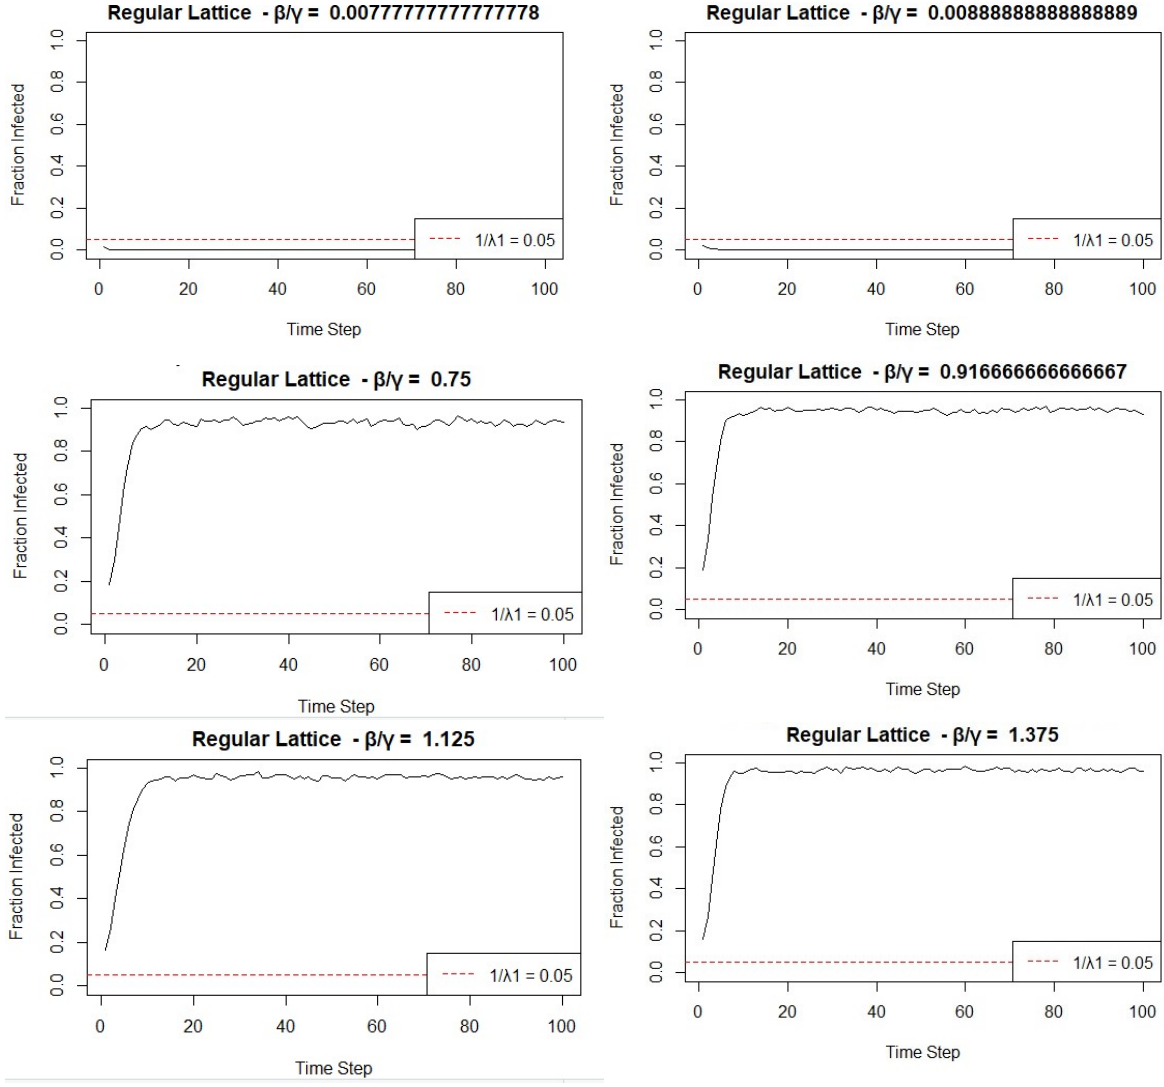 Regular Lattice - β/γ = 0.00777777777777778
Fraction Infected
1.0
0.8
0.6
0.4
0.2
0.0
1/λ1 = 0.05
0 20 40 60 80 100
Time Step
Regular Lattice - β/γ = 0.00888888888888889
Fraction Infected
1.0
0.8
0.6
0.4
0.2
0.0
1/λ1 = 0.05
0 20 40 60 80 100
Time Step
Regular Lattice - β/γ = 0.75
Fraction Infected
1.0
0.8
0.6
0.4
0.2
0.0
1/λ1 = 0.05
0 20 40 60 80 100
Time Step
Regular Lattice - β/γ = 0.916666666666667
Fraction Infected
1.0
0.8
0.6
0.4
0.2
0.0
1/λ1 = 0.05
0 20 40 60 80 100
Time Step
Regular Lattice - β/γ = 1.125
Fraction Infected
1.0
0.8
0.6
0.4
0.2
0.0
1/λ1 = 0.05
0 20 40 60 80 100
Time Step
Regular Lattice - β/γ = 1.375
Fraction Infected
1.0
0.8
0.6
0.4
0.2
0.0
1/λ1 = 0.05
0 20 40 60 80 100
Time Step